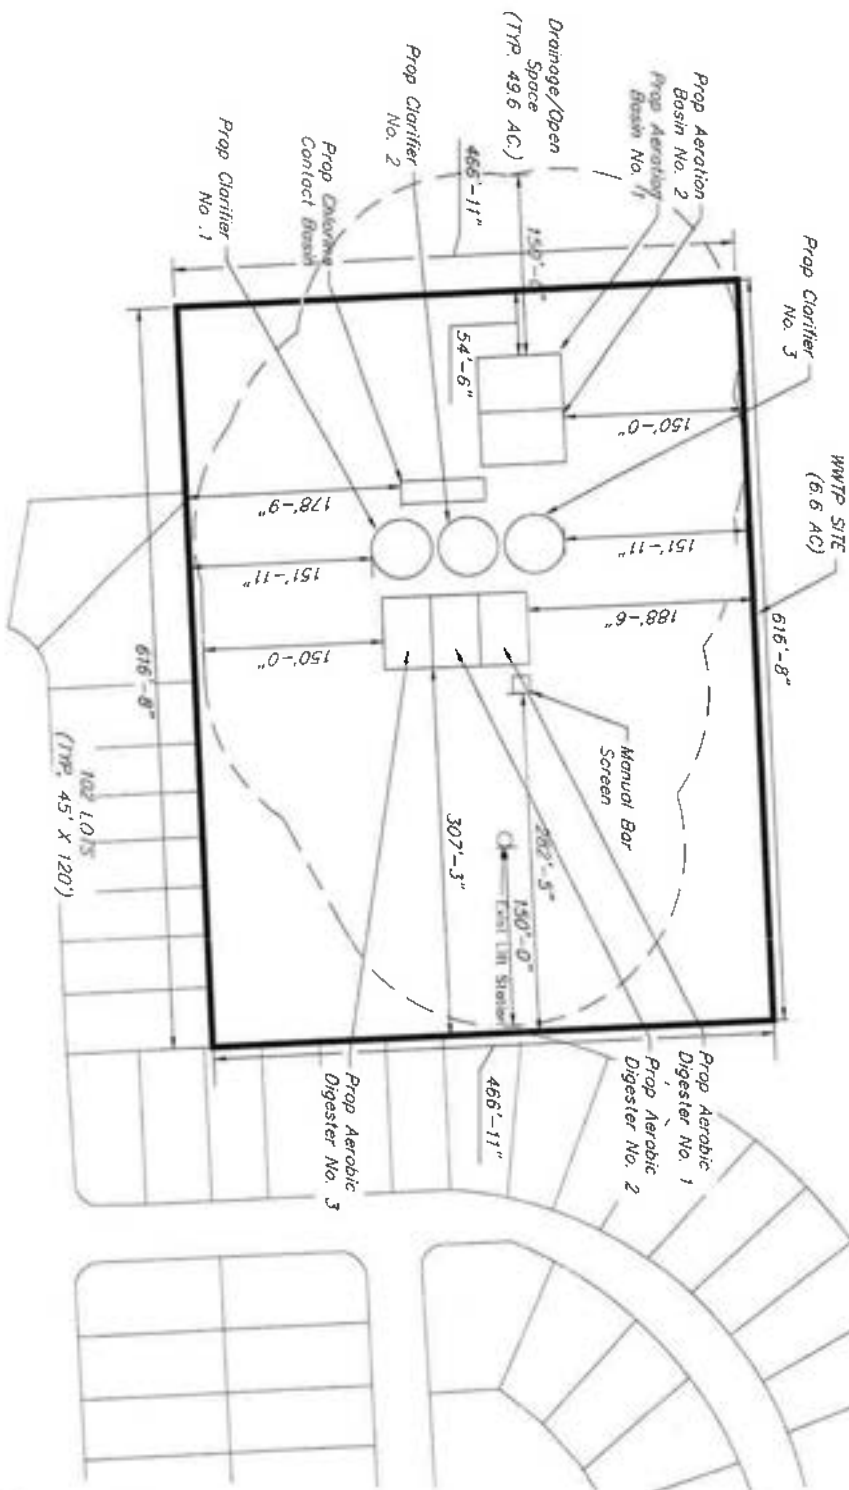 Drainage/Open
Space
(TYP. 49.6 AC.)
Prop Aeration
Basin No. 2
Prop Aeration
Basin No. 1
Prop Clarifier
No. 3
WWTP SITE
(6.6 AC)
Prop Clarifier
No. 2
Prop Chlorine
Contact Basin
Prop Clarifier
No .1
466'-11"
150'-0"
54'-6"
150'-0"
178'-9"
151'-11"
151'-11"
188'-6"
150'-0"
616'-8"
616'-8"
Manual Bar
Screen
282'-5"
307'-3"
150'-0"
Exist Lift Station
102 LOTS
(TYP. 45' X 120')
466'-11"
Prop Aerobic
Digester No. 1
Prop Aerobic
Digester No. 2
Prop Aerobic
Digester No. 3